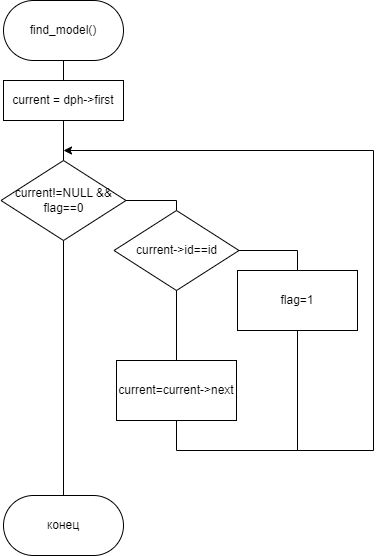 find_model()
current = dph->first
current!=NULL &&
flag==0
current->id==id
flag=1
current=current->next
конец